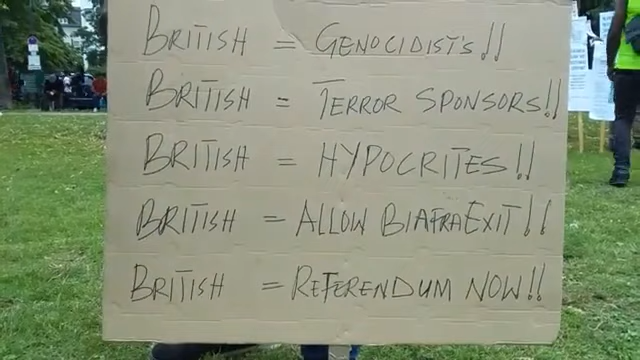 BRITISH = GENOCIDIST'S!!
BRITISH = TERROR SPONSORS!!
BRITISH = HYPOCRITES!!
BRITISH = ALLOW BIAFRAEXIT!!
BRITISH = REFERENDUM NOW!!